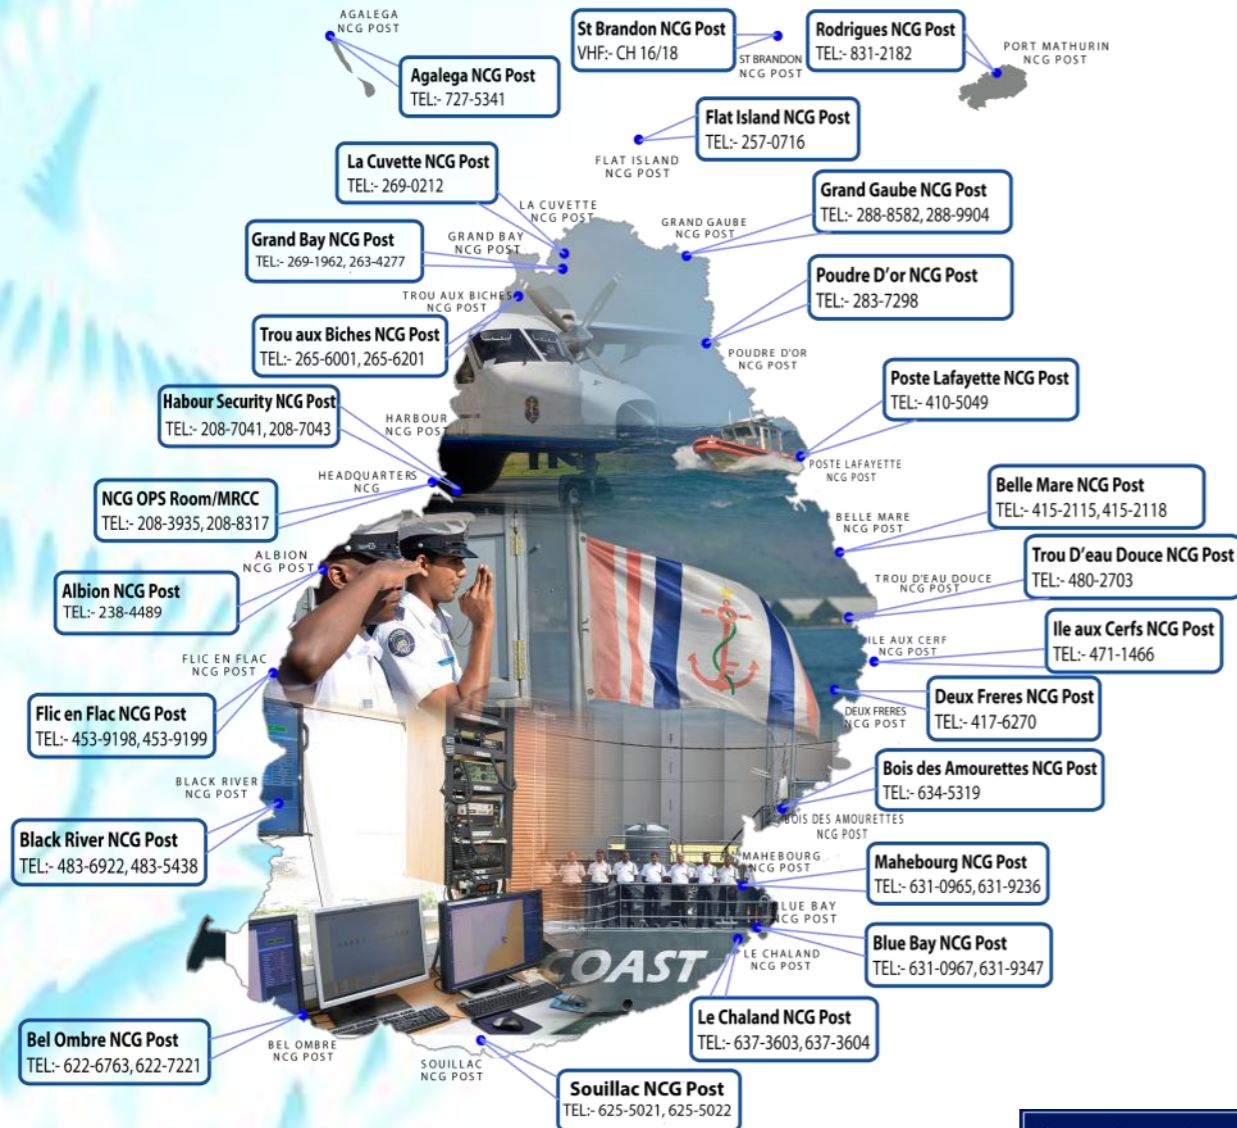 AGALEGA
NCG POST
Agalega NCG Post
TEL:- 727-5341
St Brandon NCG Post
VHF:- CH 16/18
ST BRANDON
NCG POST
Rodrigues NCG Post
TEL:- 831-2182
PORT MATHURIN
NCG POST
Flat Island NCG Post
TEL:- 257-0716
FLAT ISLAND
NCG POST
La Cuvette NCG Post
TEL:- 269-0212
LA CUVETTE
NCG POST
Grand Gaube NCG Post
TEL:- 288-8582, 288-9904
GRAND GAUBE
NCG POST
Grand Bay NCG Post
TEL:- 269-1962, 263-4277
GRAND BAY
NCG POST
Poudre D'or NCG Post
TEL:- 283-7298
POUDRE D'OR
NCG POST
TROU AUX BICHES
NCG POST
Trou aux Biches NCG Post
TEL:- 265-6001, 265-6201
Poste Lafayette NCG Post
TEL:- 410-5049
POSTE LAFAYETTE
NCG POST
Habour Security NCG Post
TEL:- 208-7041, 208-7043
HARBOUR
NCG POST
HEADQUARTERS
NCG
NCG OPS Room/MRCC
TEL:- 208-3935, 208-8317
Belle Mare NCG Post
TEL:- 415-2115, 415-2118
BELLE MARE
NCG POST
Trou D'eau Douce NCG Post
TEL:- 480-2703
TROU D'EAU DOUCE
NCG POST
ALBION
NCG POST
Albion NCG Post
TEL:- 238-4489
Ile aux Cerfs NCG Post
TEL:- 471-1466
ILE AUX CERF
NCG POST
FLIC EN FLAC
NCG POST
Flic en Flac NCG Post
TEL:- 453-9198, 453-9199
Deux Freres NCG Post
TEL:- 417-6270
DEUX FRERES
NCG POST
Bois des Amourettes NCG Post
TEL:- 634-5319
BOIS DES AMOURETTES
NCG POST
BLACK RIVER
NCG POST
Black River NCG Post
TEL:- 483-6922, 483-5438
MAHEBOURG
NCG POST
Mahebourg NCG Post
TEL:- 631-0965, 631-9236
BLUE BAY
NCG POST
Blue Bay NCG Post
TEL:- 631-0967, 631-9347
LE CHALAND
NCG POST
COAST
Le Chaland NCG Post
TEL:- 637-3603, 637-3604
Bel Ombre NCG Post
TEL:- 622-6763, 622-7221
BEL OMBRE
NCG POST
SOUILLAC
NCG POST
Souillac NCG Post
TEL:- 625-5021, 625-5022